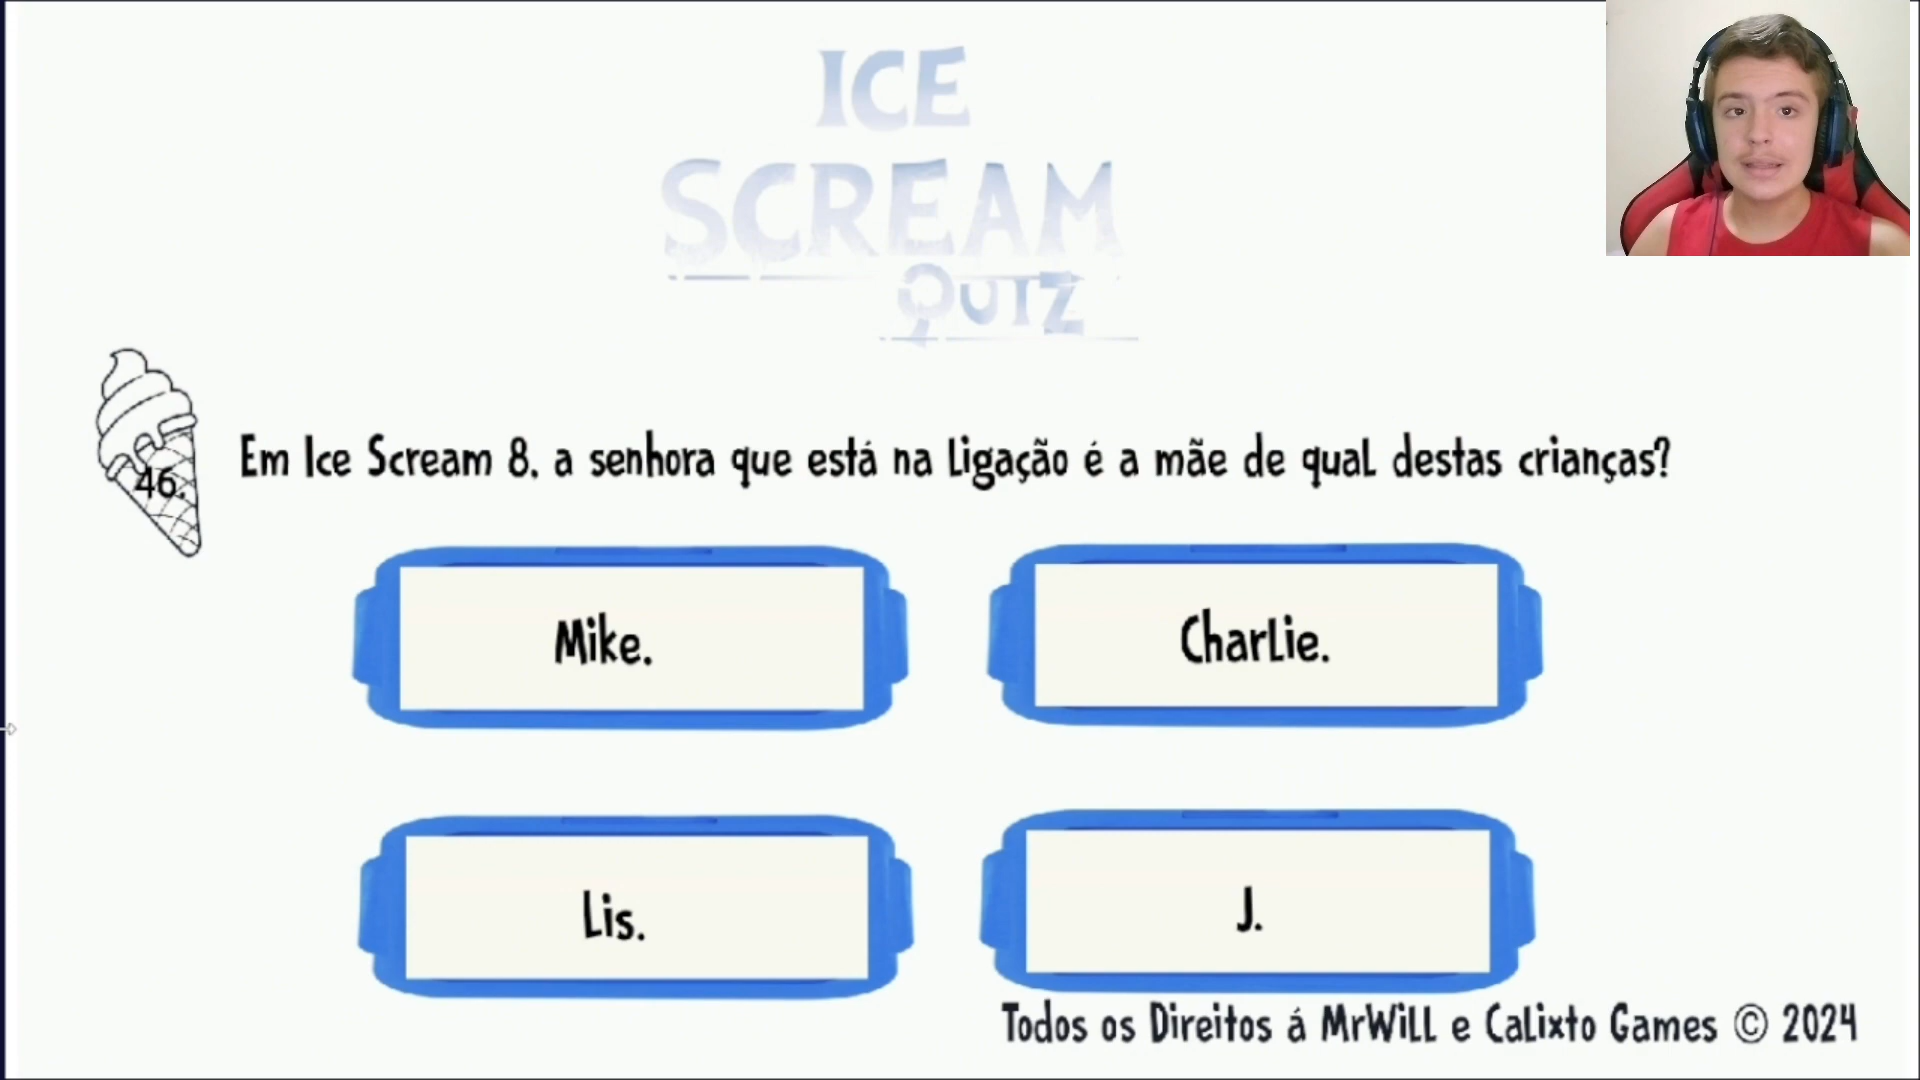 ICE
SCREAM
QUIZ
46.
Em Ice Scream 8, a senhora que está na ligação é a mãe de qual destas crianças?
Mike.
Charlie.
Lis.
J.
Todos os Direitos á MrWill e Calixto Games © 2024